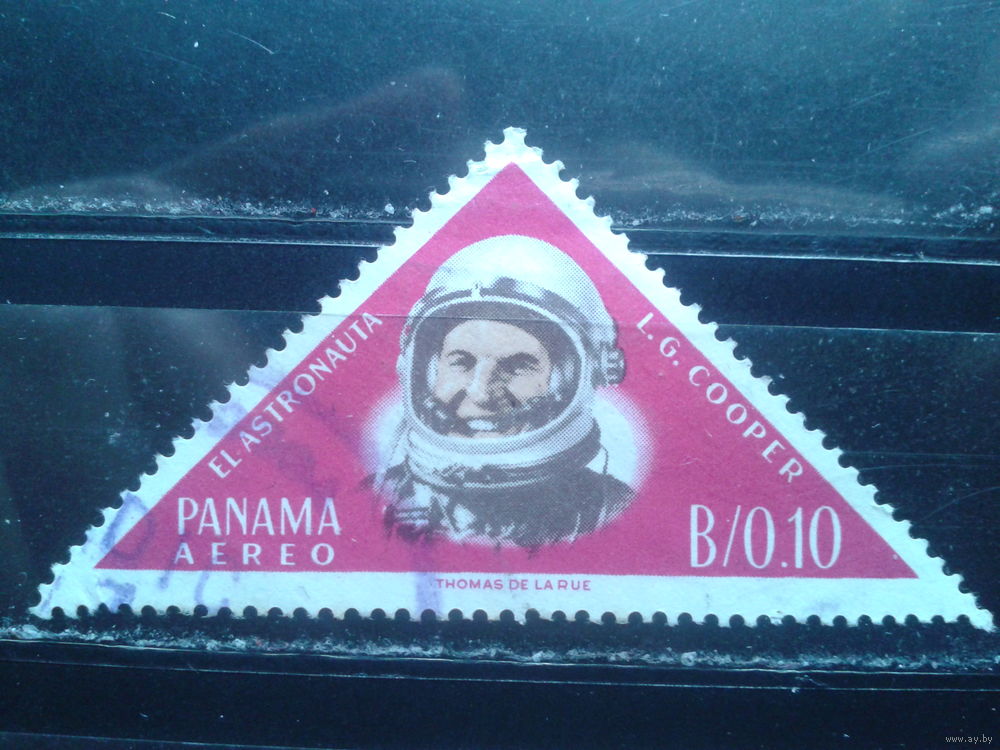 EL ASTRONAUTA
L.G. COOPER
PANAMA
AEREO
B/0.10
THOMAS DE LA RUE
www.ay.by